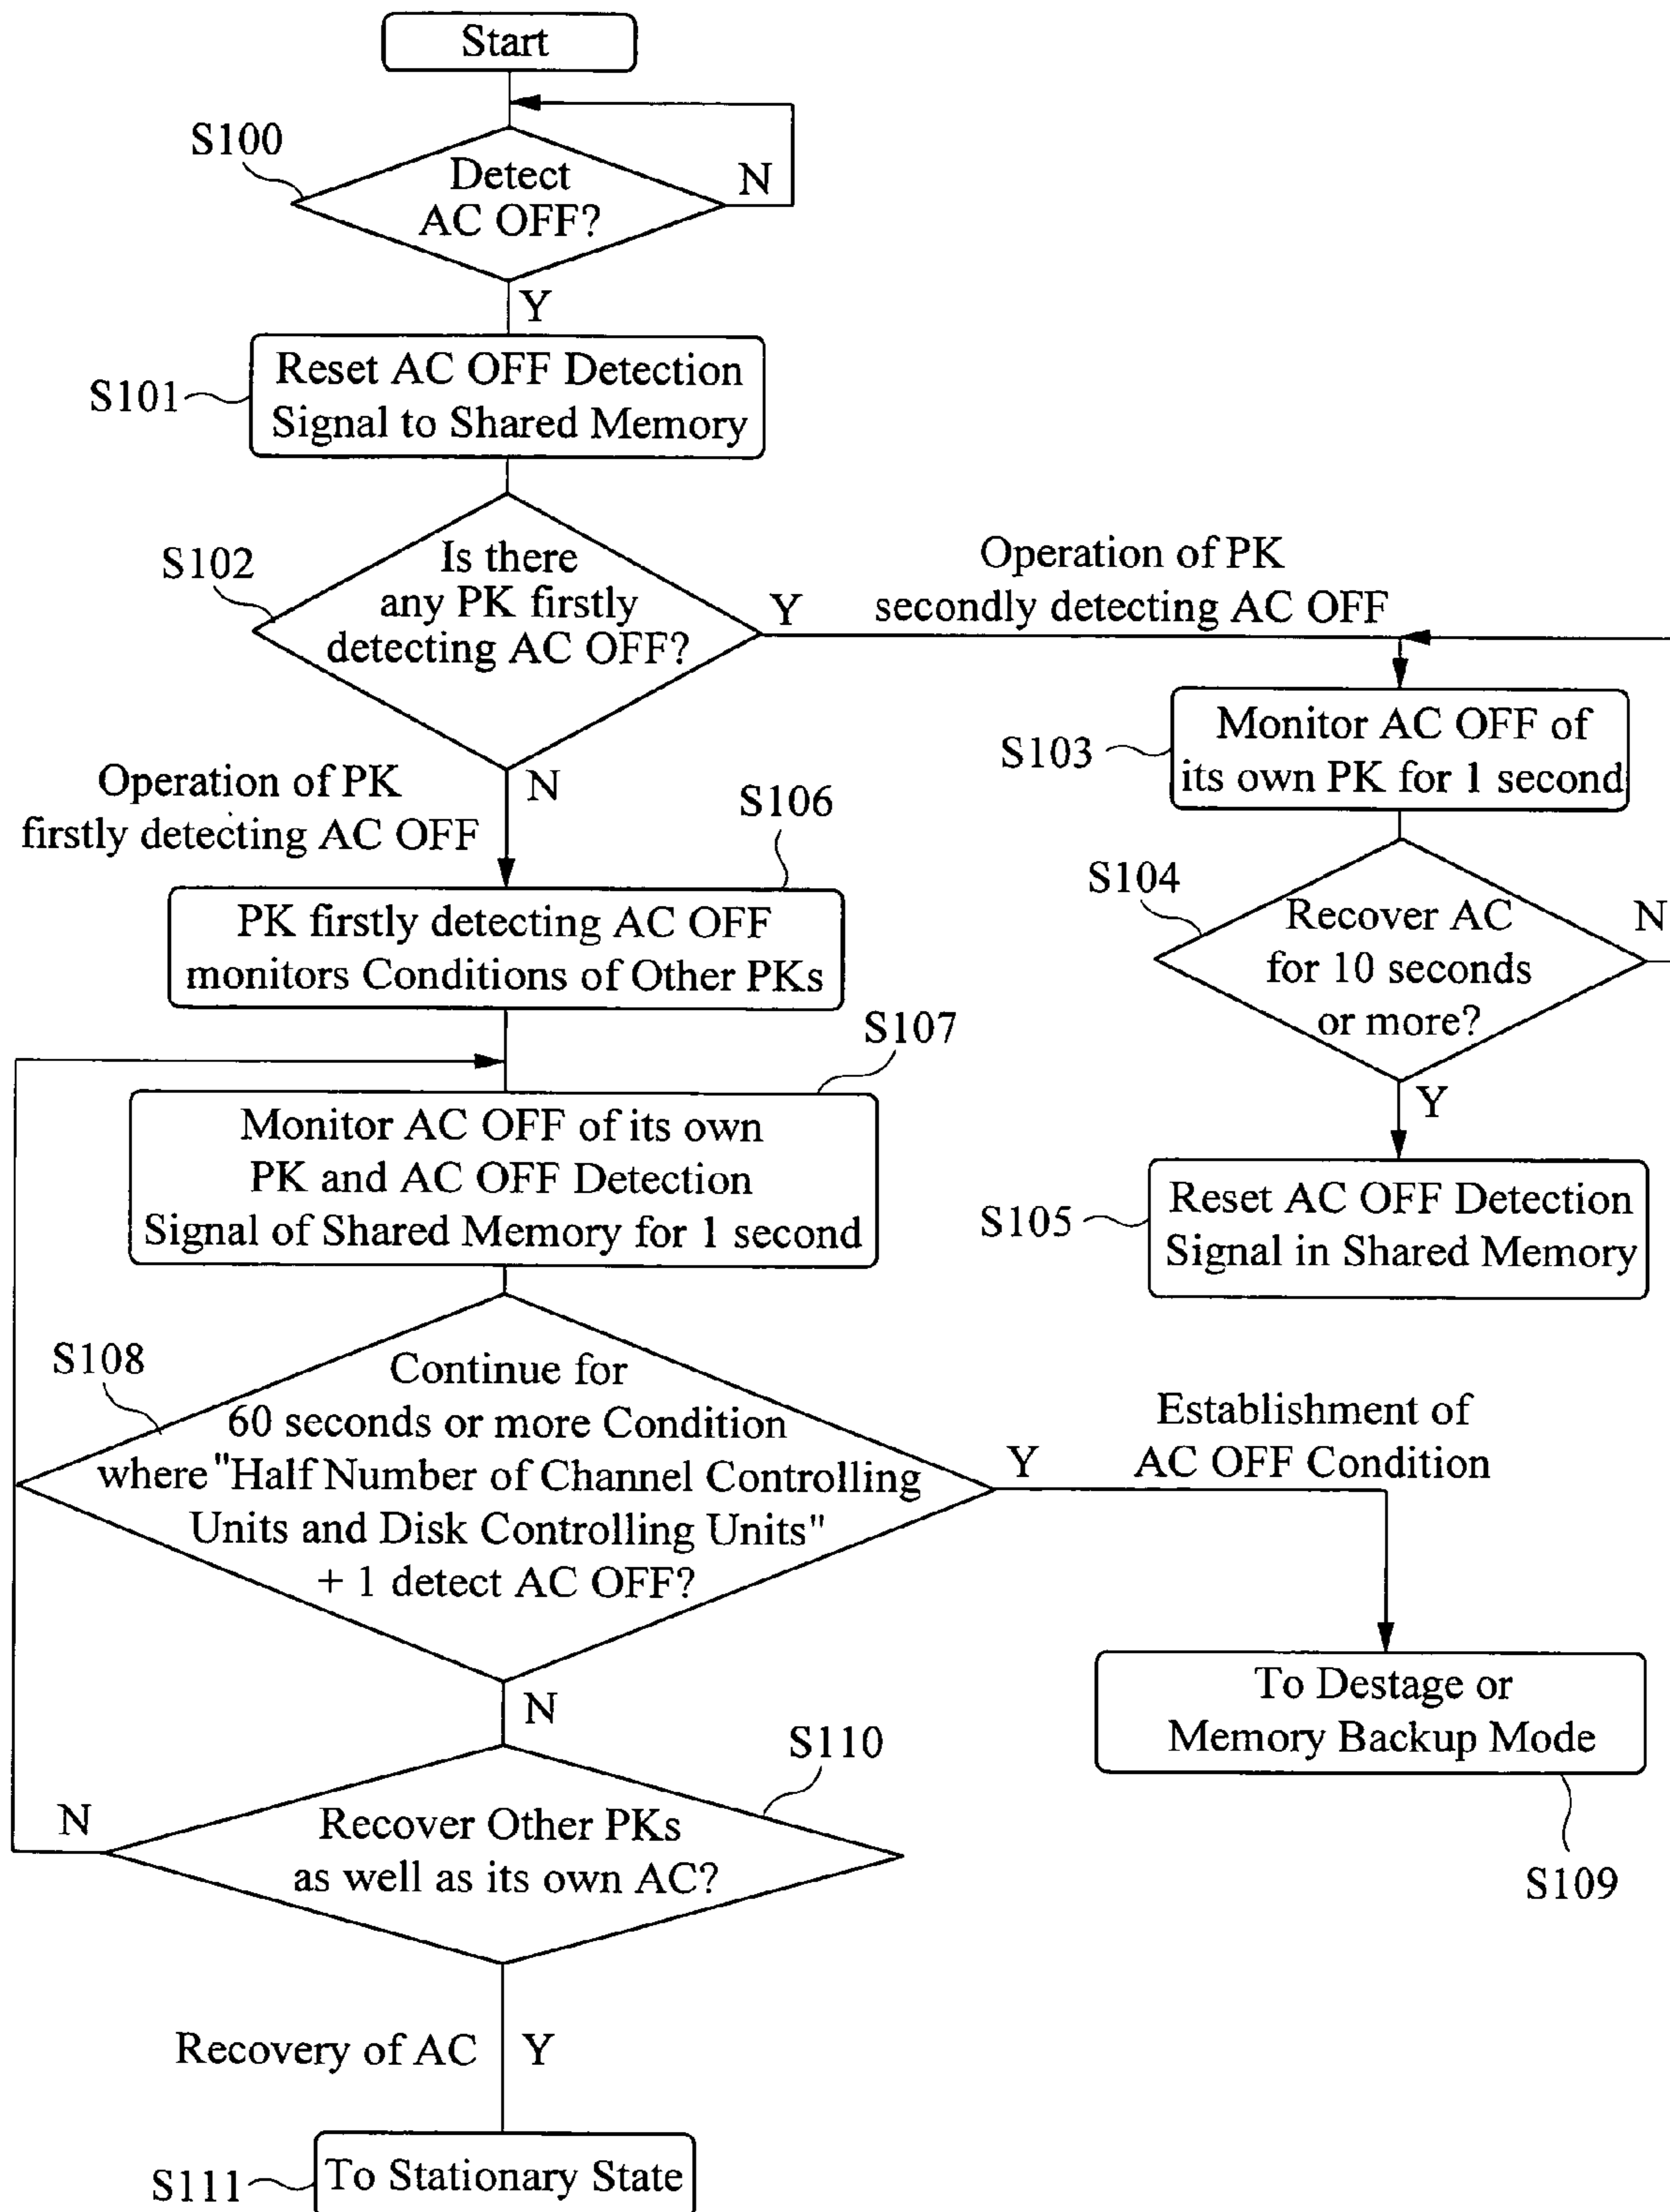 Start
S100
Detect
AC OFF?
N
Y
S101
Reset AC OFF Detection
Signal to Shared Memory
S102
Is there
any PK firstly
detecting AC OFF?
Y
Operation of PK
secondly detecting AC OFF
N
Operation of PK
firstly detecting AC OFF
S103
Monitor AC OFF of
its own PK for 1 second
S104
Recover AC
for 10 seconds
or more?
N
Y
S105
Reset AC OFF Detection
Signal in Shared Memory
S106
PK firstly detecting AC OFF
monitors Conditions of Other PKs
S107
Monitor AC OFF of its own
PK and AC OFF Detection
Signal of Shared Memory for 1 second
S108
Continue for
60 seconds or more Condition
where "Half Number of Channel Controlling
Units and Disk Controlling Units"
+ 1 detect AC OFF?
Y
Establishment of
AC OFF Condition
N
To Destage or
Memory Backup Mode
S109
S110
Recover Other PKs
as well as its own AC?
N
Recovery of AC
Y
S111
To Stationary State